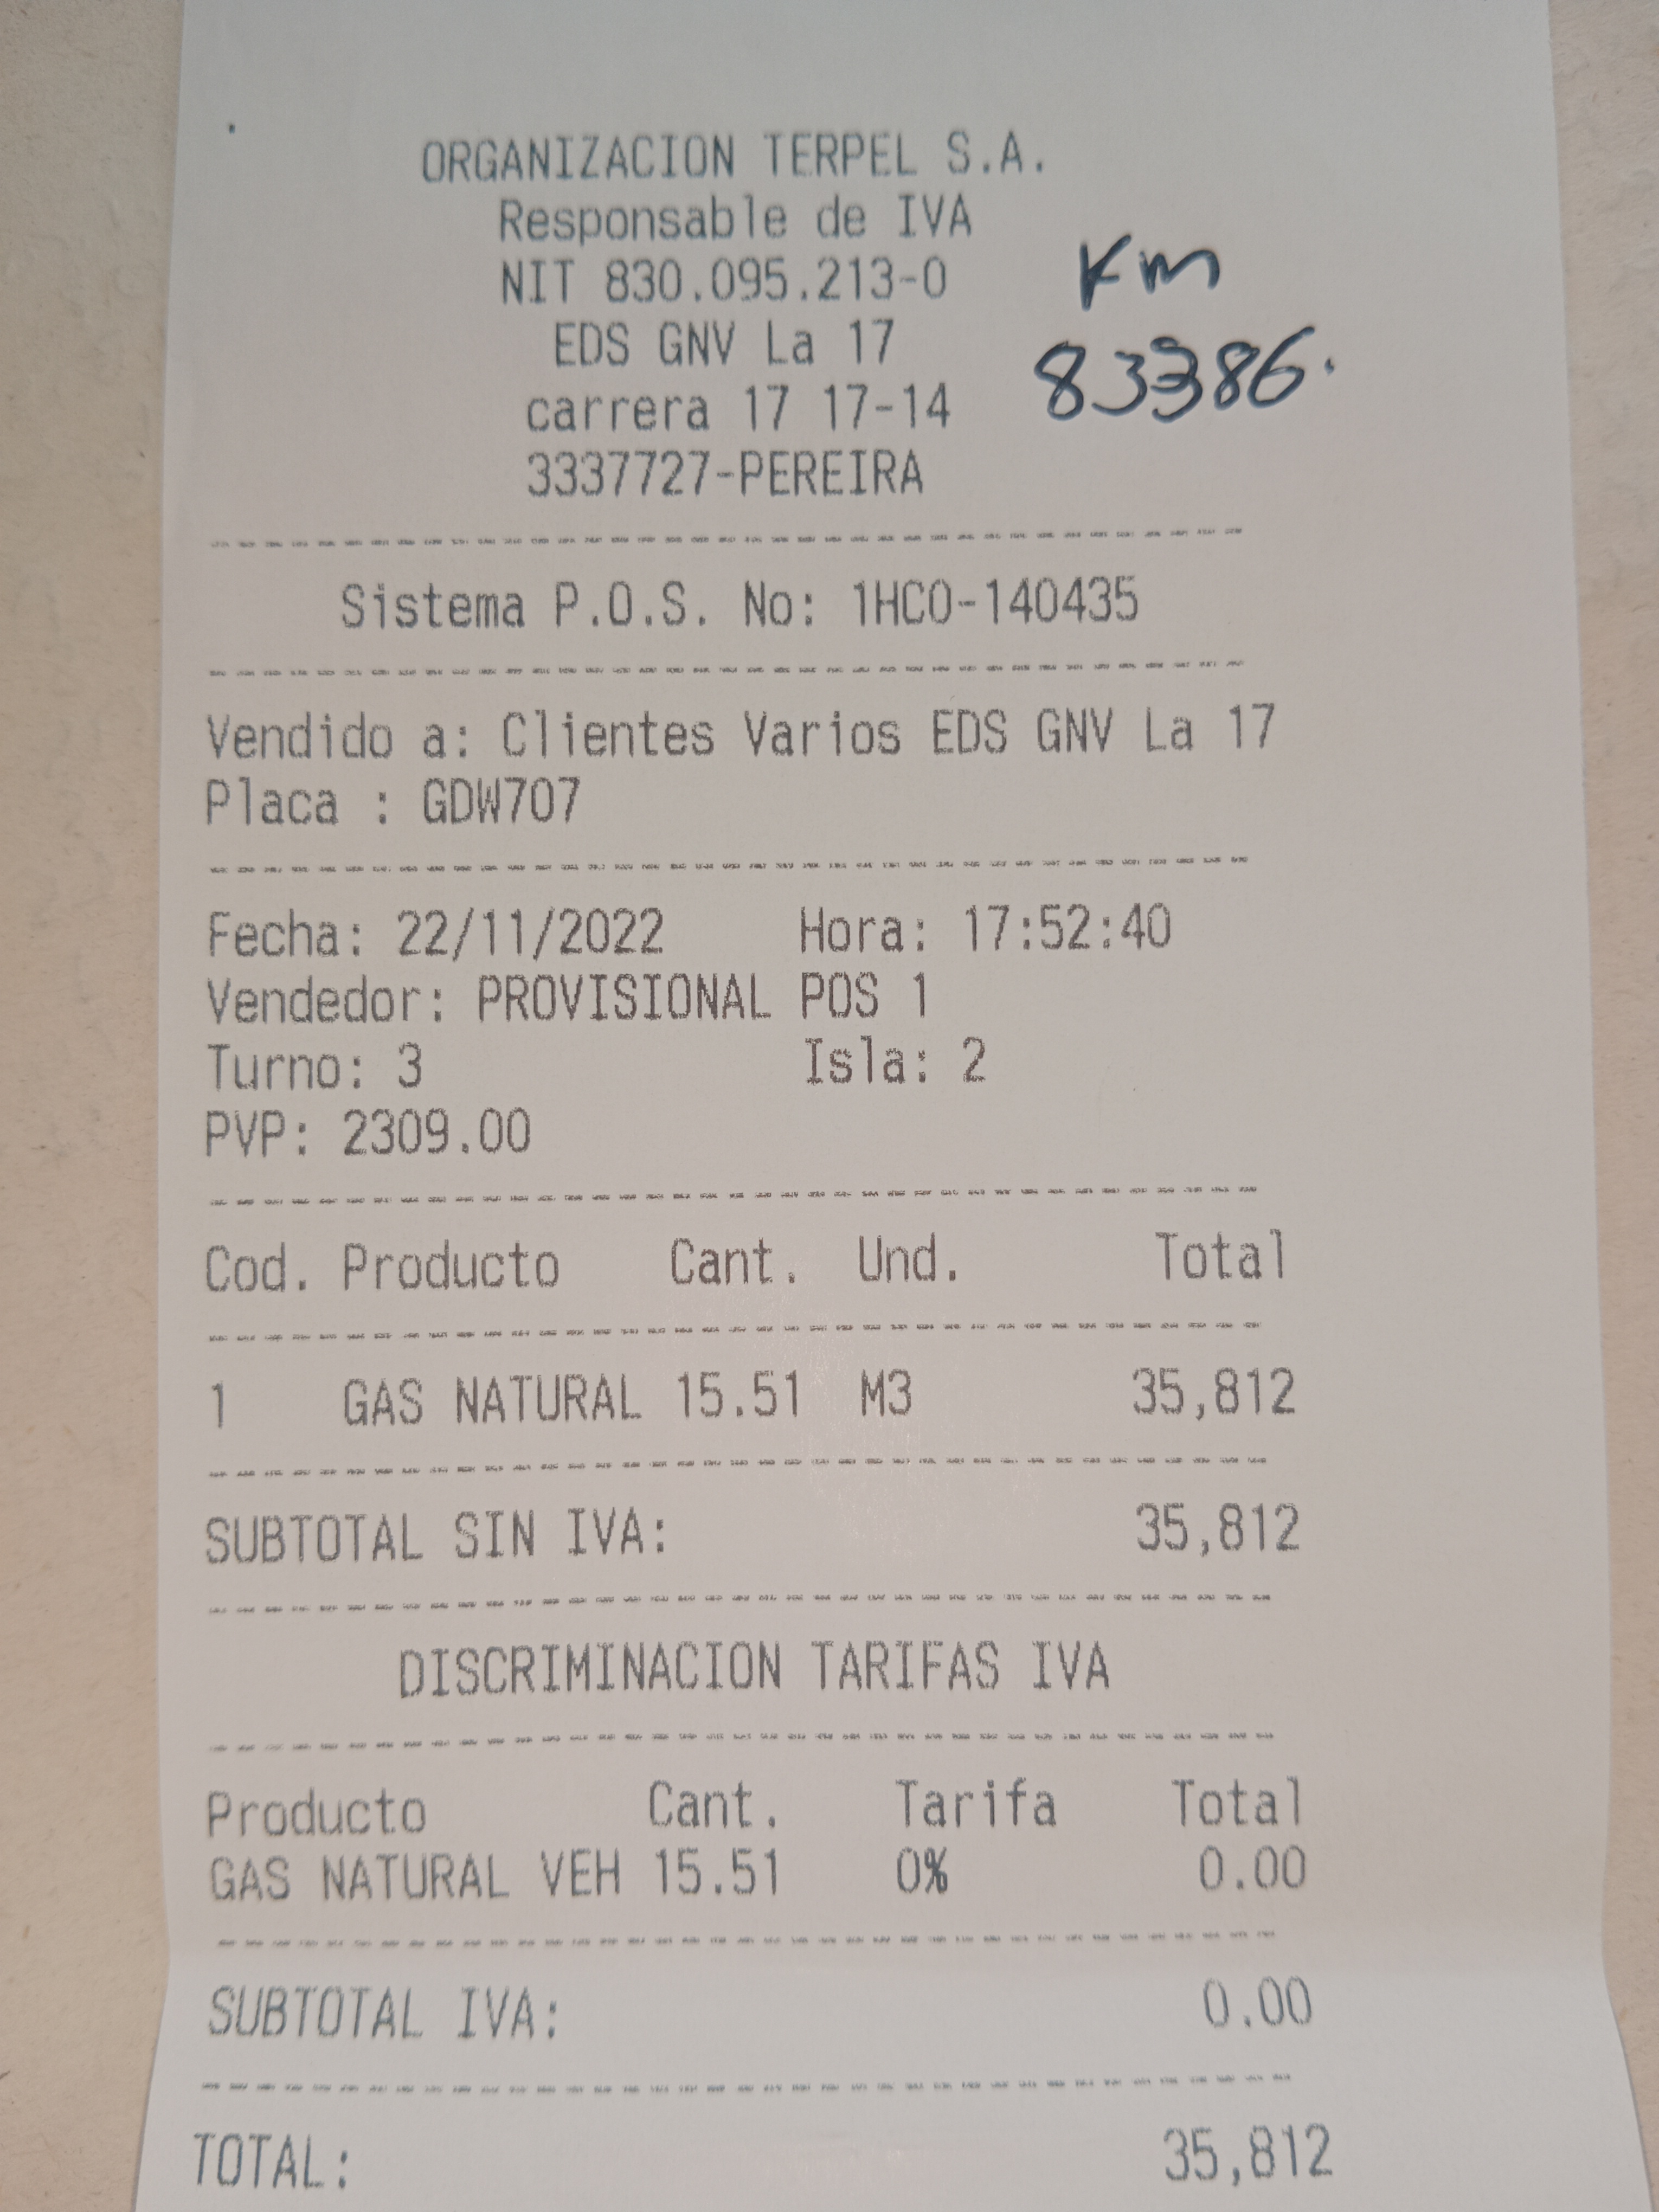 ORGANIZACION TERPEL S.A.
Responsable de IVA
NIT 830.095.213-0
Km
EDS GNV La 17
83386.
carrera 17 17-14
3337727-PEREIRA
Sistema P.O.S. No: 1HCO-140435
Vendido a: Clientes Varios EDS GNV La 17
Placa : GDW707
Fecha: 22/11/2022 Hora: 17:52:40
Vendedor: PROVISIONAL POS 1
Turno: 3 Isla: 2
PVP: 2309.00
Cod. Producto Cant. Und. Total
1 GAS NATURAL 15.51 M3 35,812
SUBTOTAL SIN IVA: 35,812
DISCRIMINACION TARIFAS IVA
Producto Cant. Tarifa Total
GAS NATURAL VEH 15.51 0% 0.00
SUBTOTAL IVA: 0.00
TOTAL: 35,812